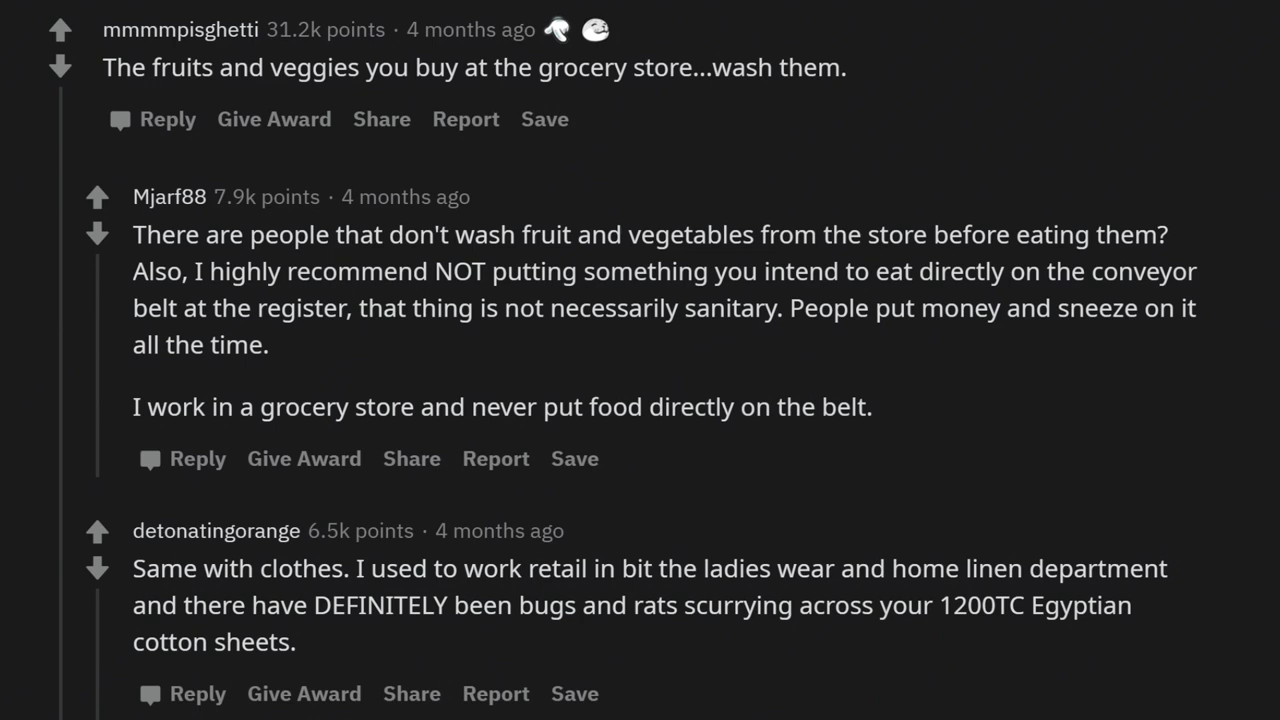 mmmmpisghetti 31.2k points · 4 months ago
The fruits and veggies you buy at the grocery store...wash them.
Reply Give Award Share Report Save
Mjarf88 7.9k points · 4 months ago
There are people that don't wash fruit and vegetables from the store before eating them?
Also, I highly recommend NOT putting something you intend to eat directly on the conveyor
belt at the register, that thing is not necessarily sanitary. People put money and sneeze on it
all the time.
I work in a grocery store and never put food directly on the belt.
Reply Give Award Share Report Save
detonatingorange 6.5k points · 4 months ago
Same with clothes. I used to work retail in bit the ladies wear and home linen department
and there have DEFINITELY been bugs and rats scurrying across your 1200TC Egyptian
cotton sheets.
Reply Give Award Share Report Save